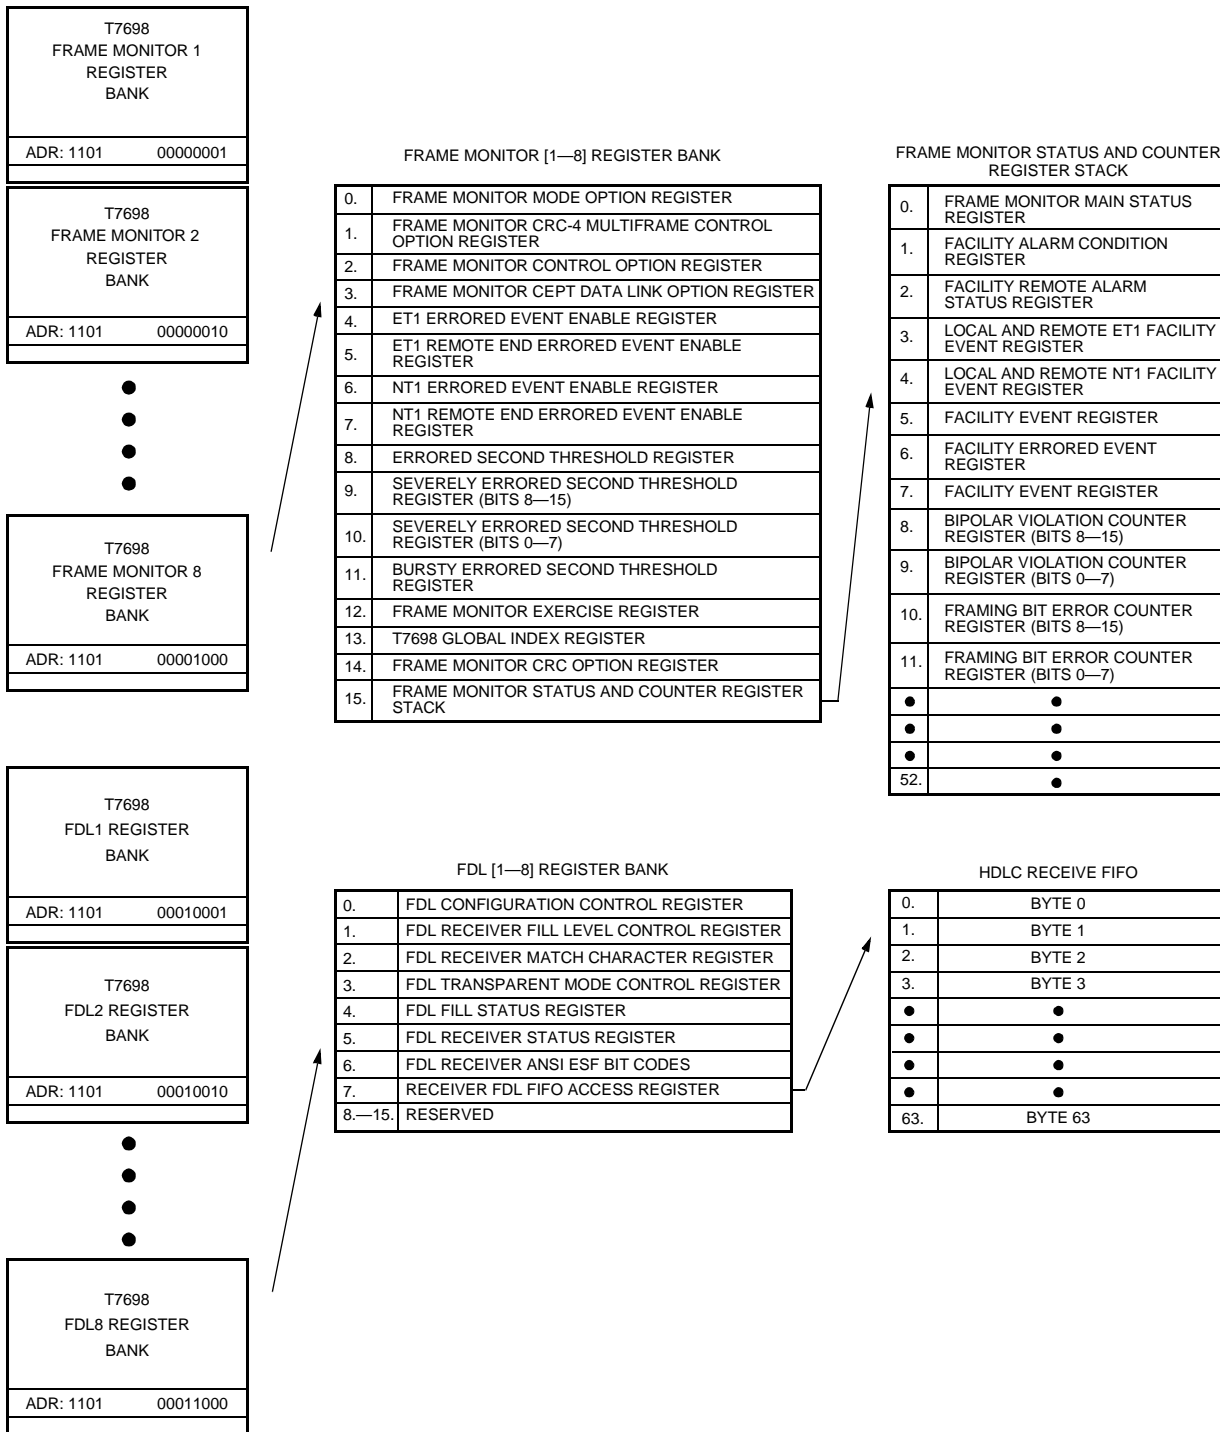 T7698
FRAME MONITOR 1
REGISTER
BANK
ADR: 1101 00000001
T7698
FRAME MONITOR 2
REGISTER
BANK
ADR: 1101 00000010
T7698
FRAME MONITOR 8
REGISTER
BANK
ADR: 1101 00001000
FRAME MONITOR [1—8] REGISTER BANK
0. FRAME MONITOR MODE OPTION REGISTER
1. FRAME MONITOR CRC-4 MULTIFRAME CONTROL
OPTION REGISTER
2. FRAME MONITOR CONTROL OPTION REGISTER
3. FRAME MONITOR CEPT DATA LINK OPTION REGISTER
4. ET1 ERRORED EVENT ENABLE REGISTER
5. ET1 REMOTE END ERRORED EVENT ENABLE
REGISTER
6. NT1 ERRORED EVENT ENABLE REGISTER
7. NT1 REMOTE END ERRORED EVENT ENABLE
REGISTER
8. ERRORED SECOND THRESHOLD REGISTER
9. SEVERELY ERRORED SECOND THRESHOLD
REGISTER (BITS 8—15)
10. SEVERELY ERRORED SECOND THRESHOLD
REGISTER (BITS 0—7)
11. BURSTY ERRORED SECOND THRESHOLD
REGISTER
12. FRAME MONITOR EXERCISE REGISTER
13. T7698 GLOBAL INDEX REGISTER
14. FRAME MONITOR CRC OPTION REGISTER
15. FRAME MONITOR STATUS AND COUNTER REGISTER
STACK
FRAME MONITOR STATUS AND COUNTER
REGISTER STACK
0. FRAME MONITOR MAIN STATUS
REGISTER
1. FACILITY ALARM CONDITION
REGISTER
2. FACILITY REMOTE ALARM
STATUS REGISTER
3. LOCAL AND REMOTE ET1 FACILITY
EVENT REGISTER
4. LOCAL AND REMOTE NT1 FACILITY
EVENT REGISTER
5. FACILITY EVENT REGISTER
6. FACILITY ERRORED EVENT
REGISTER
7. FACILITY EVENT REGISTER
8. BIPOLAR VIOLATION COUNTER
REGISTER (BITS 8—15)
9. BIPOLAR VIOLATION COUNTER
REGISTER (BITS 0—7)
10. FRAMING BIT ERROR COUNTER
REGISTER (BITS 8—15)
11. FRAMING BIT ERROR COUNTER
REGISTER (BITS 0—7)
52.
T7698
FDL1 REGISTER
BANK
ADR: 1101 00010001
T7698
FDL2 REGISTER
BANK
ADR: 1101 00010010
T7698
FDL8 REGISTER
BANK
ADR: 1101 00011000
FDL [1—8] REGISTER BANK
0. FDL CONFIGURATION CONTROL REGISTER
1. FDL RECEIVER FILL LEVEL CONTROL REGISTER
2. FDL RECEIVER MATCH CHARACTER REGISTER
3. FDL TRANSPARENT MODE CONTROL REGISTER
4. FDL FILL STATUS REGISTER
5. FDL RECEIVER STATUS REGISTER
6. FDL RECEIVER ANSI ESF BIT CODES
7. RECEIVER FDL FIFO ACCESS REGISTER
8.—15. RESERVED
HDLC RECEIVE FIFO
0. BYTE 0
1. BYTE 1
2. BYTE 2
3. BYTE 3
63. BYTE 63